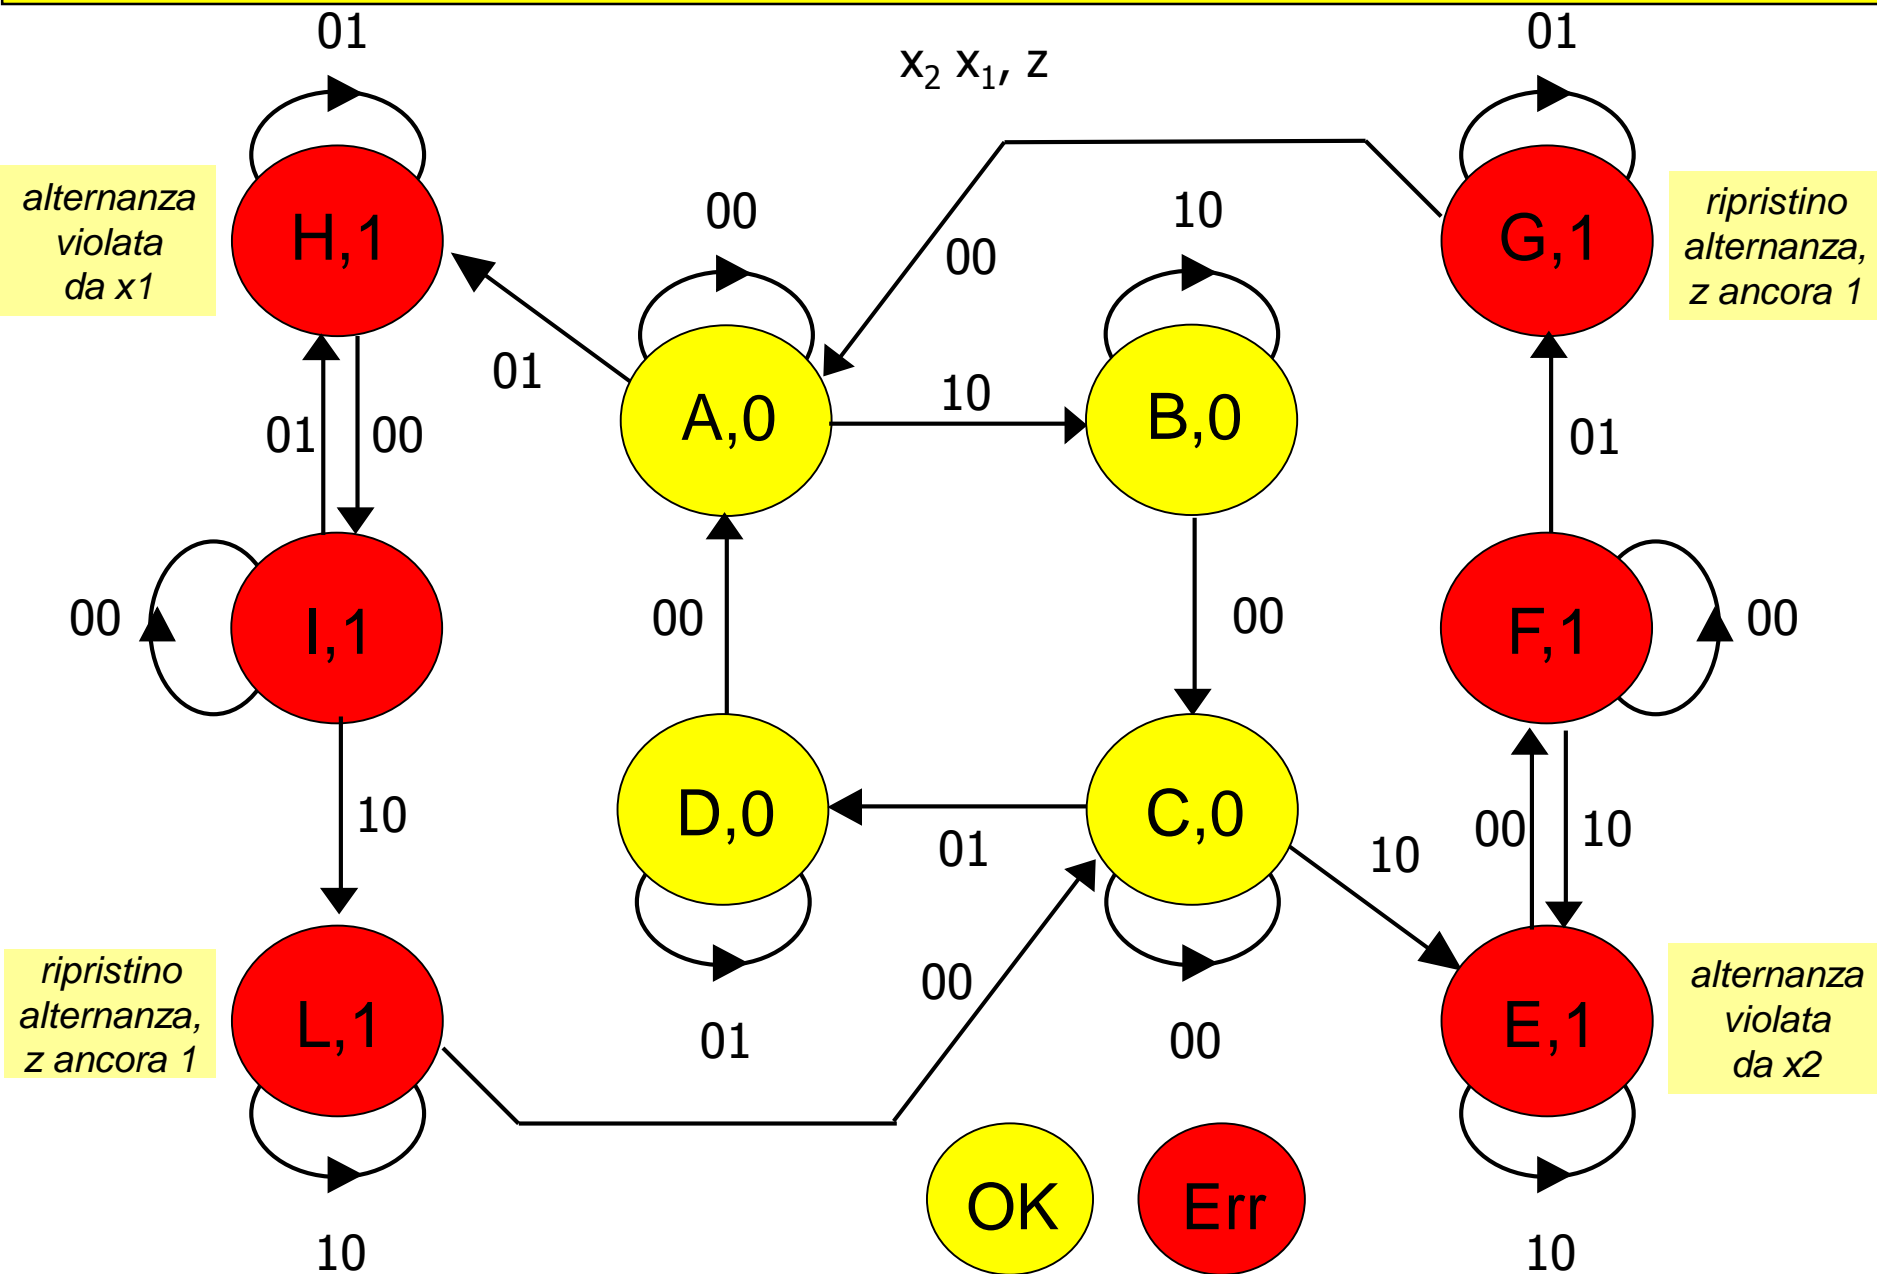 01
x₂ x₁, z
01
alternanza
violata
da x1
H,1
00
10
G,1
ripristino
alternanza,
z ancora 1
00
01
A,0
10
B,0
01
00
01
00
I,1
00
00
F,1
00
10
D,0
01
C,0
10
00
10
ripristino
alternanza,
z ancora 1
L,1
01
00
00
E,1
alternanza
violata
da x2
10
OK
Err
10